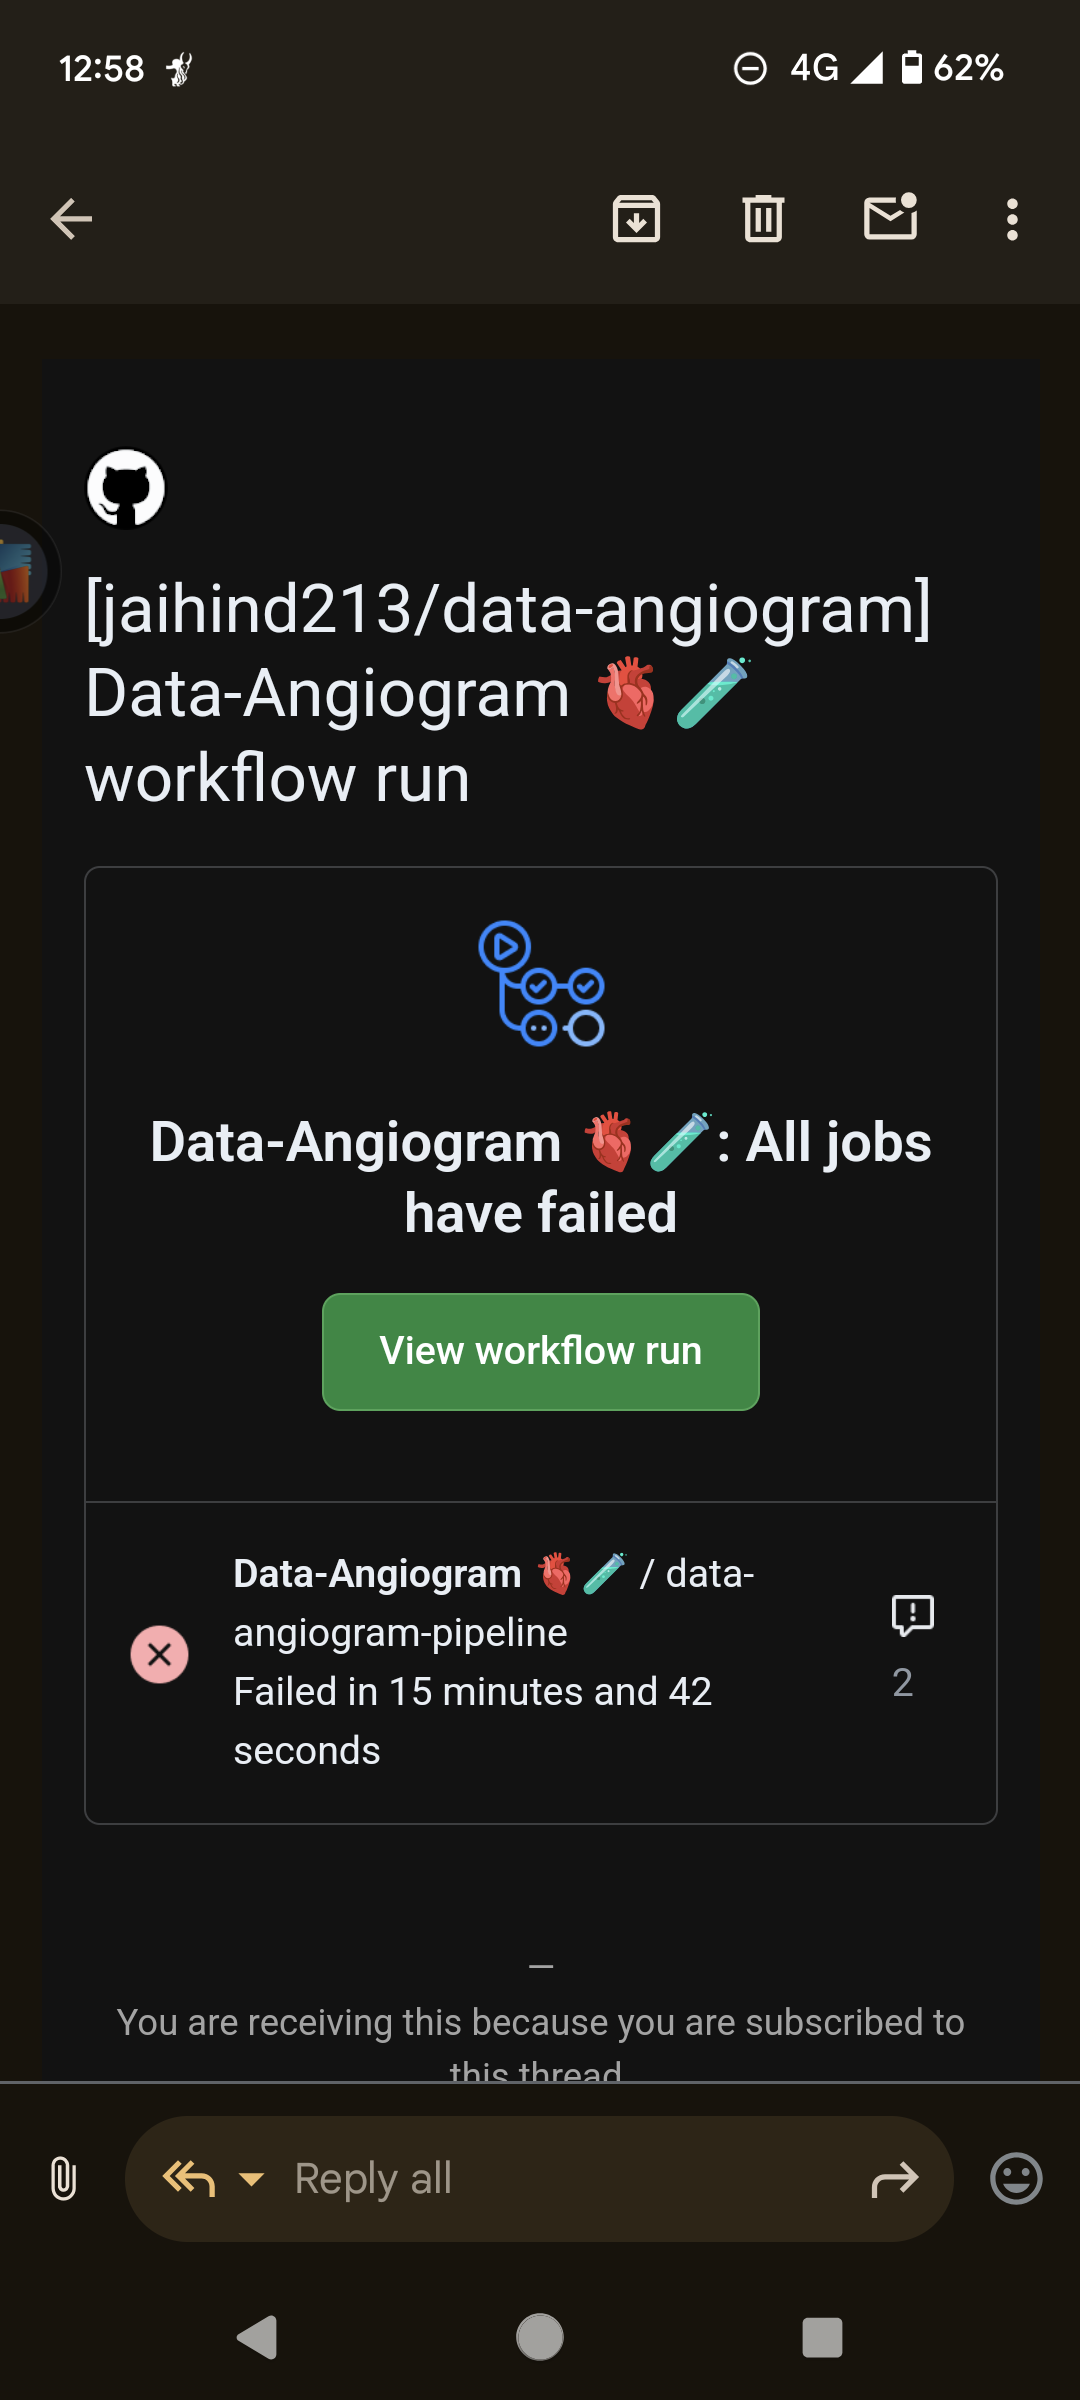 12:58 4G 62%
[jaihind213/data-angiogram]
Data-Angiogram 🫀🧪
workflow run
Data-Angiogram 🫀🧪: All jobs
have failed
View workflow run
Data-Angiogram 🫀🧪 / data-
angiogram-pipeline
Failed in 15 minutes and 42
seconds
2
—
You are receiving this because you are subscribed to
this thread.
Reply all